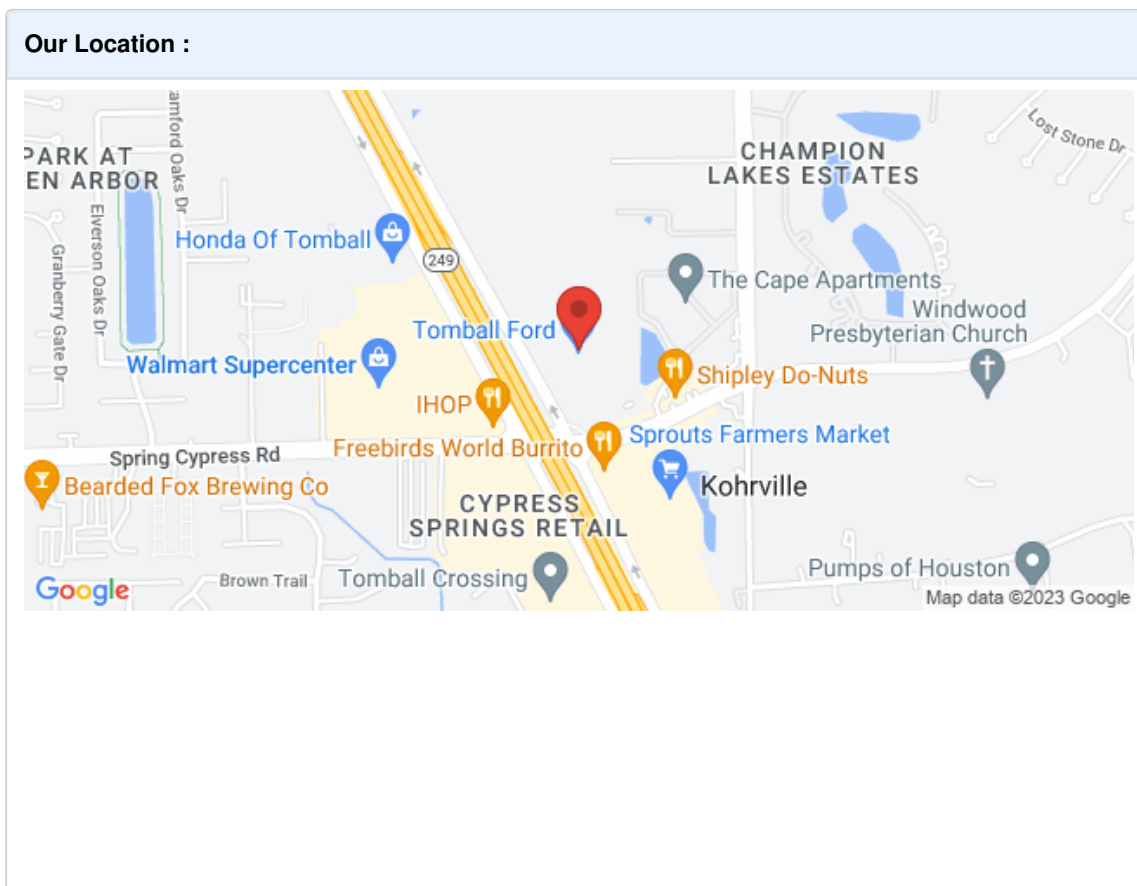 Our Location :
amford Oaks Dr
PARK AT
EN ARBOR
Elverson Oaks Dr
Granberry Gate Dr
Honda Of Tomball
249
CHAMPION
LAKES ESTATES
Lost Stone Dr
The Cape Apartments
Tomball Ford
Windwood
Presbyterian Church
Walmart Supercenter
Shipley Do-Nuts
IHOP
Freebirds World Burrito
Sprouts Farmers Market
Spring Cypress Rd
Bearded Fox Brewing Co
Kohrville
CYPRESS
SPRINGS RETAIL
Brown Trail
Tomball Crossing
Pumps of Houston
Google
Map data ©2023 Google